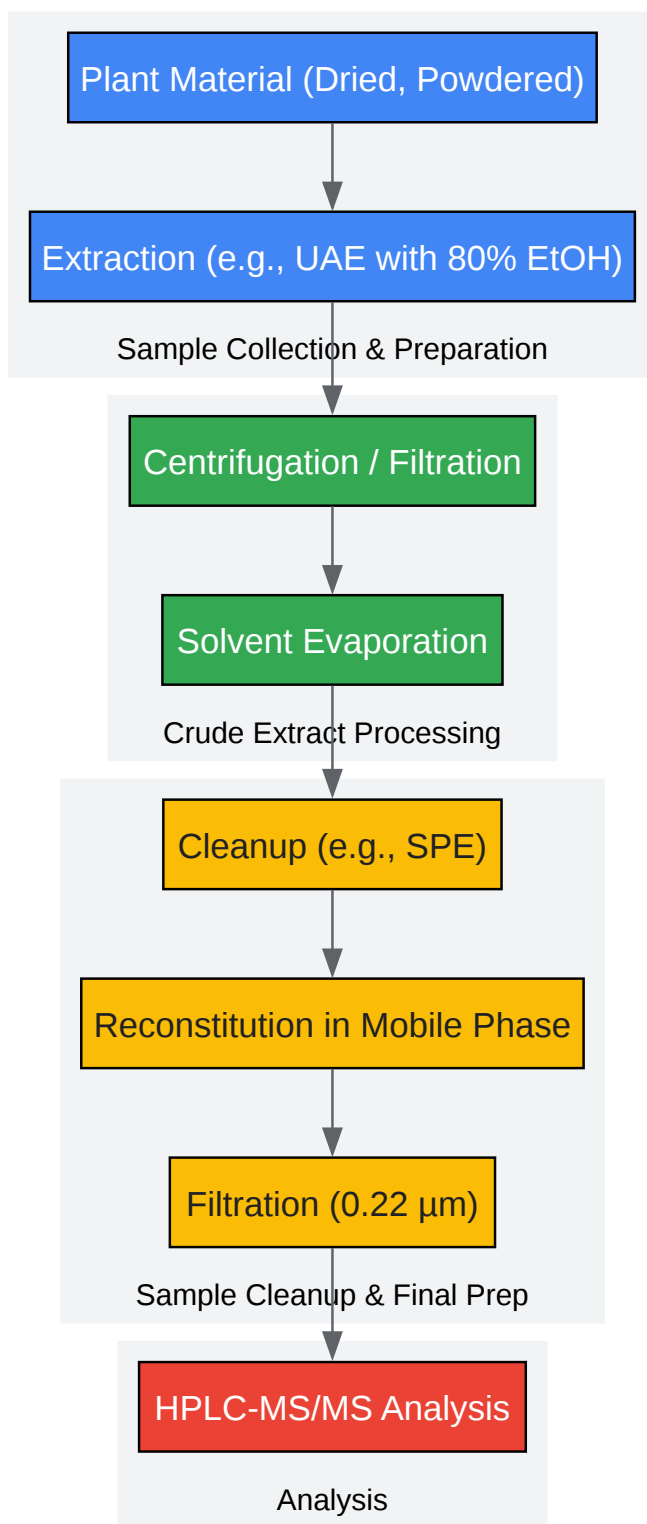 Plant Material (Dried, Powdered)
Extraction (e.g., UAE with 80% EtOH)
Sample Collection & Preparation
Centrifugation / Filtration
Solvent Evaporation
Crude Extract Processing
Cleanup (e.g., SPE)
Reconstitution in Mobile Phase
Filtration (0.22 µm)
Sample Cleanup & Final Prep
HPLC-MS/MS Analysis
Analysis